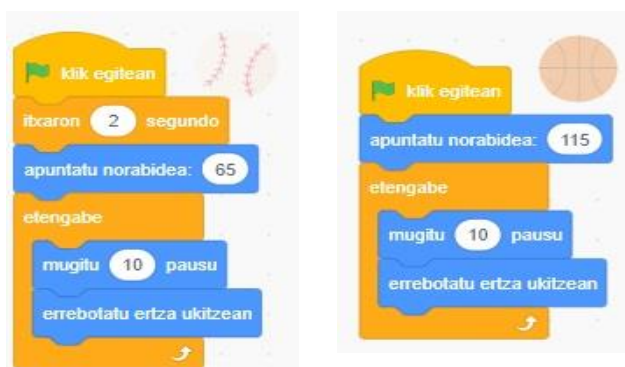 klik egitean
itxaron 2 segundo
apuntatu norabidea: 65
etengabe
mugitu 10 pausu
errebotatu ertza ukitzean
klik egitean
apuntatu norabidea: 115
etengabe
mugitu 10 pausu
errebotatu ertza ukitzean